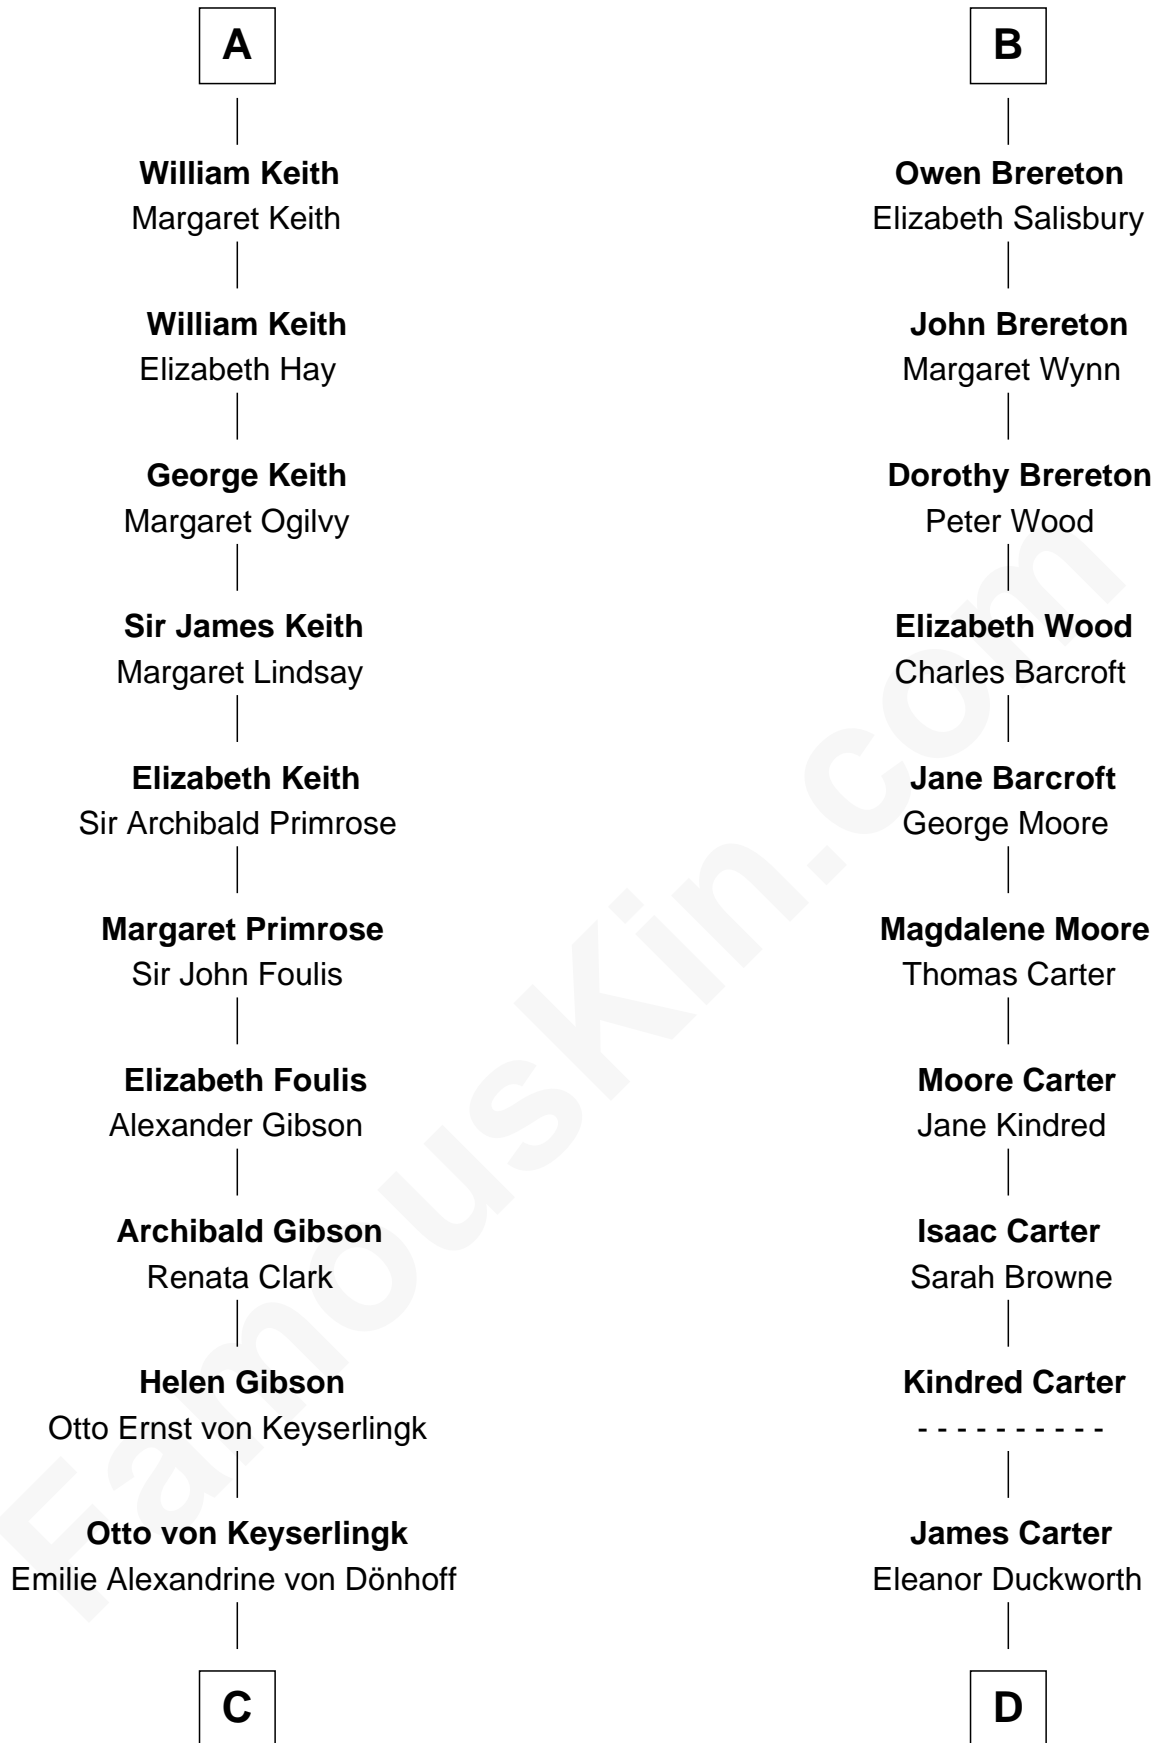 A
William Keith
Margaret Keith
William Keith
Elizabeth Hay
George Keith
Margaret Ogilvy
Sir James Keith
Margaret Lindsay
Elizabeth Keith
Sir Archibald Primrose
Margaret Primrose
Sir John Foulis
Elizabeth Foulis
Alexander Gibson
Archibald Gibson
Renata Clark
Helen Gibson
Otto Ernst von Keyserlingk
Otto von Keyserlingk
Emilie Alexandrine von Dönhoff
C
B
Owen Brereton
Elizabeth Salisbury
John Brereton
Margaret Wynn
Dorothy Brereton
Peter Wood
Elizabeth Wood
Charles Barcroft
Jane Barcroft
George Moore
Magdalene Moore
Thomas Carter
Moore Carter
Jane Kindred
Isaac Carter
Sarah Browne
Kindred Carter
- - - - - - - - - -
James Carter
Eleanor Duckworth
D
FamousKin.com